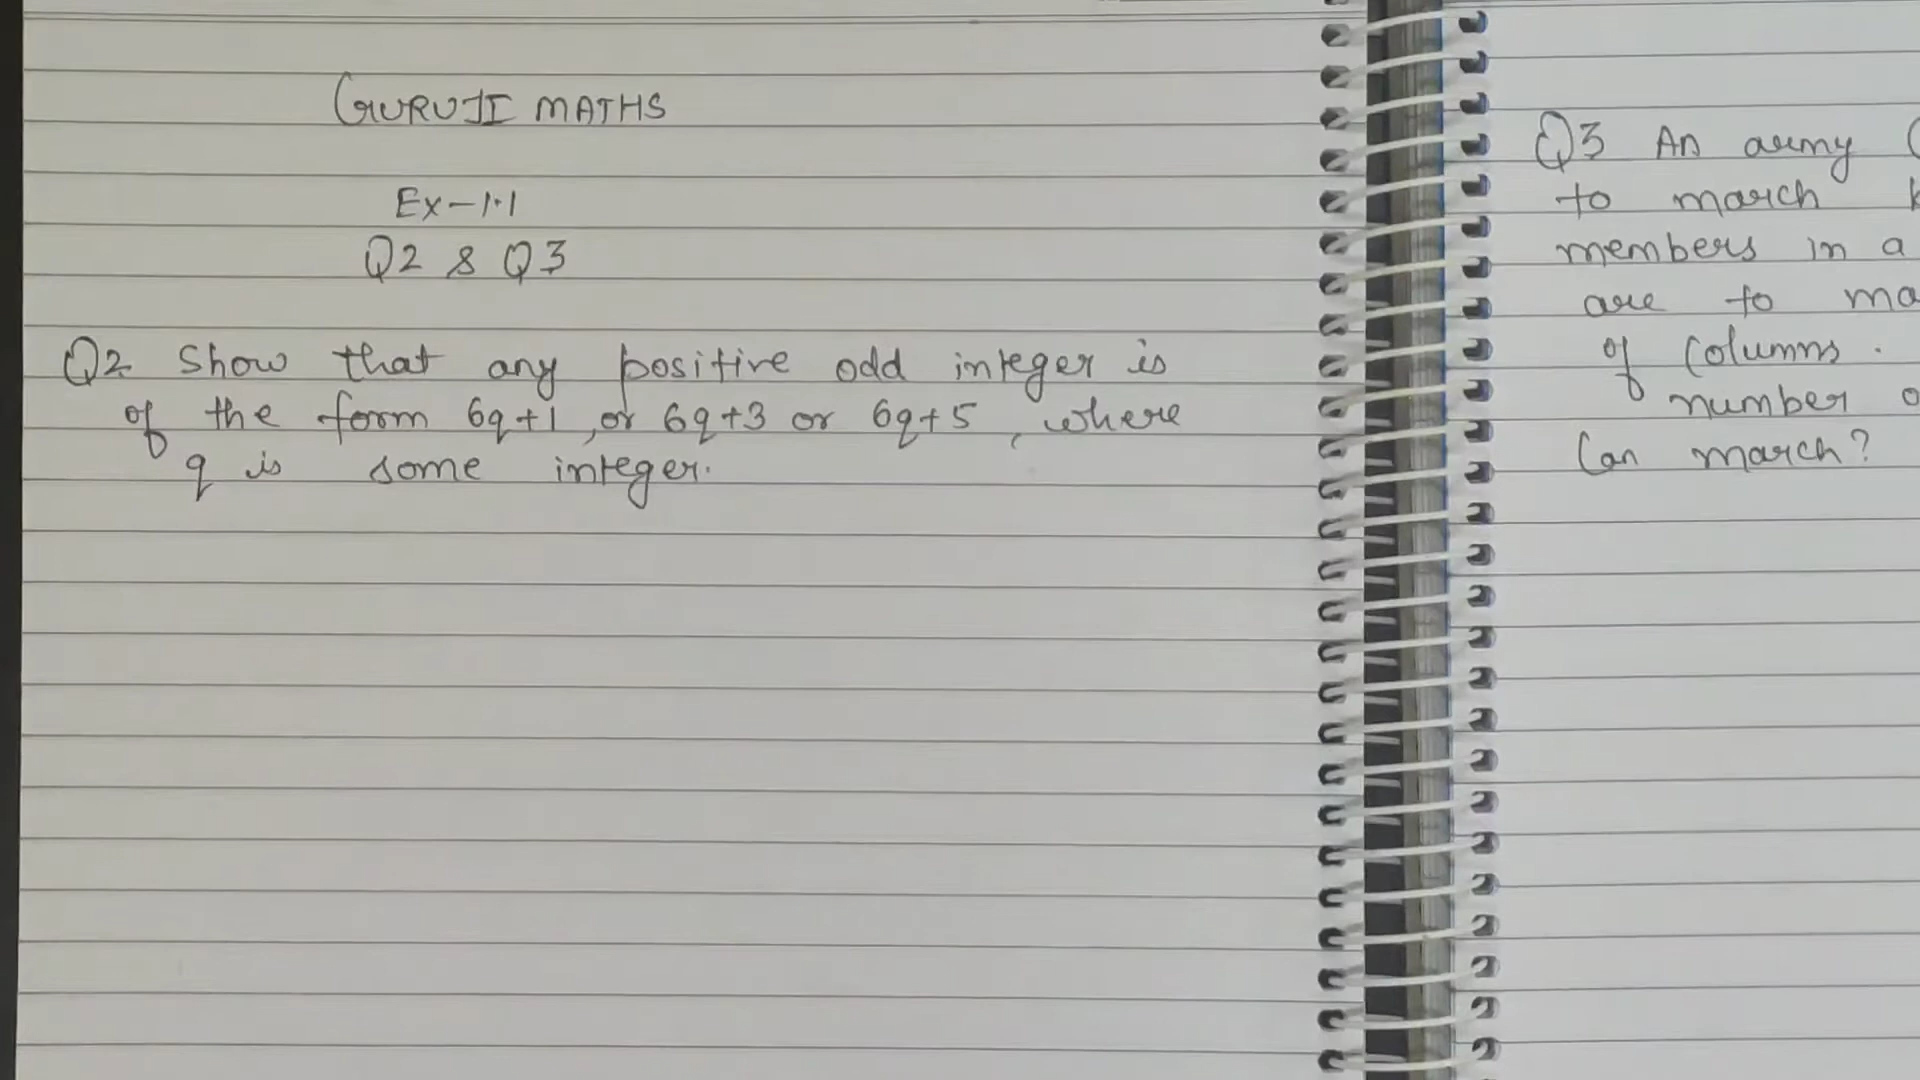 GURUJI MATHS
Ex-1.1
Q2 & Q3
Q2 Show that any positive odd integer is
of the form 6q+1, or 6q+3 or 6q+5, where
q is some integer.
Q3 An army
to march
members in a
are to
of Columns.
number
Can march?